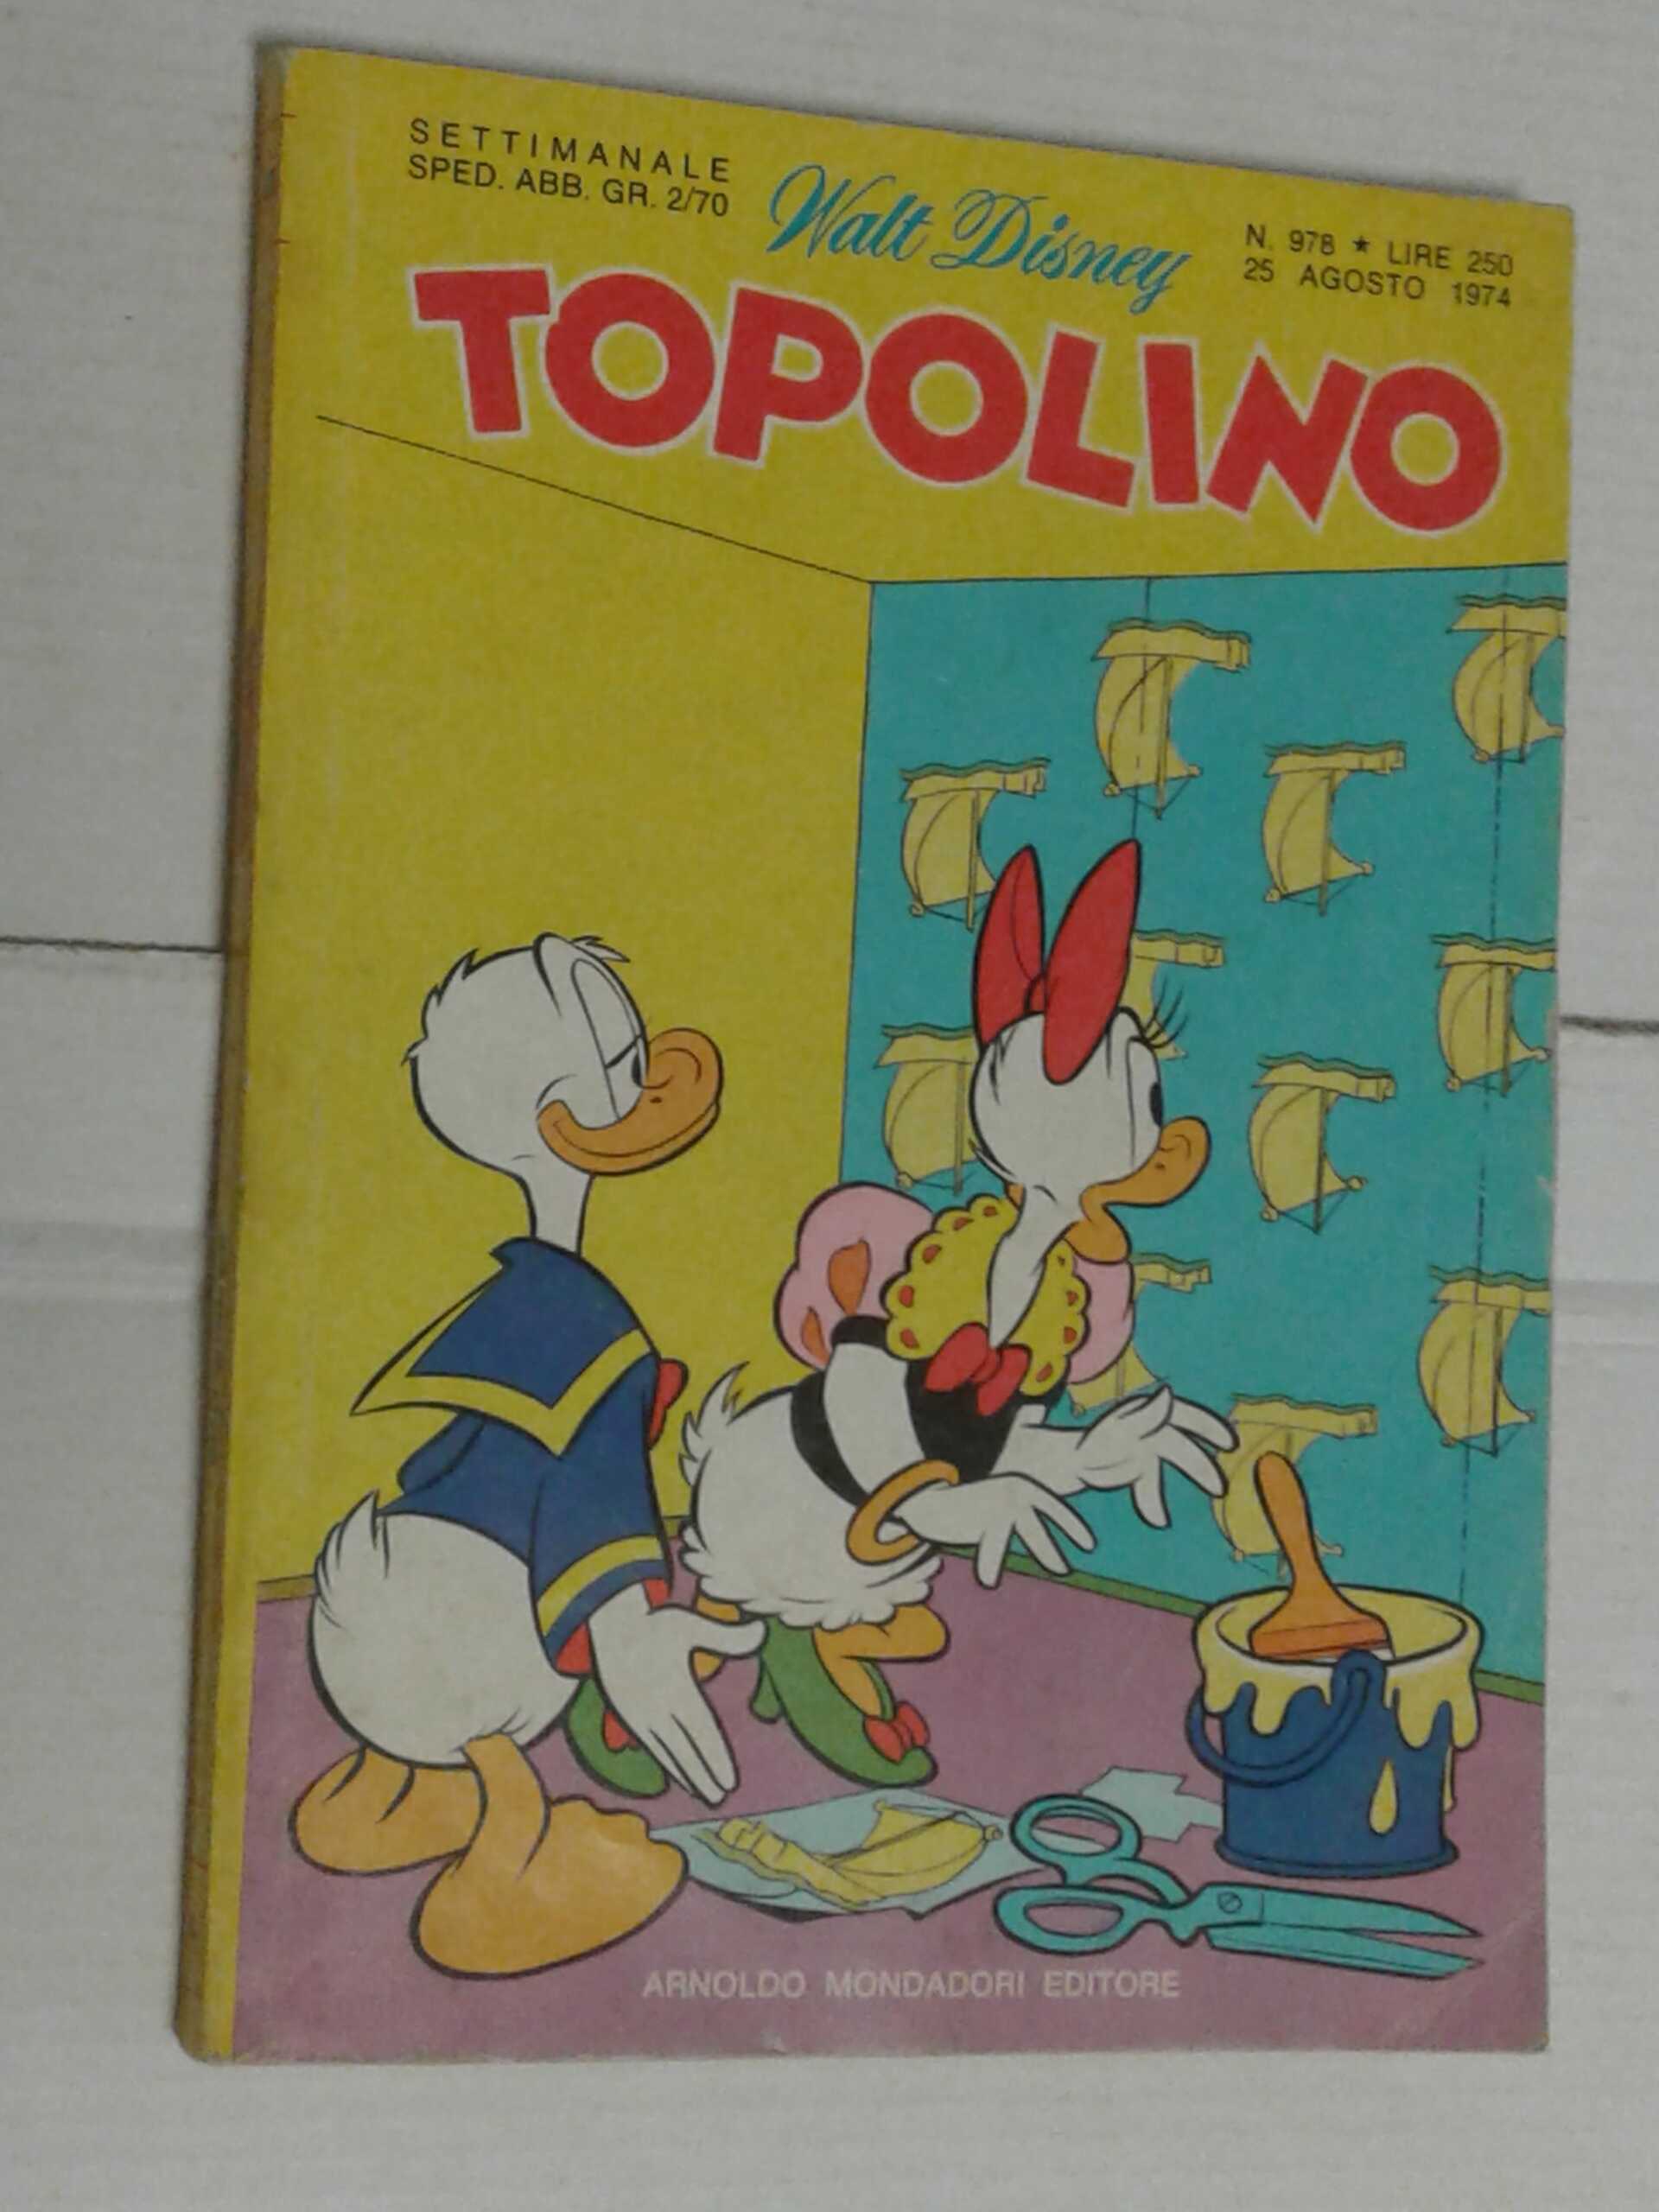 SETTIMANALE
SPED. ABB. GR. 2/70
Walt Disney
N. 978 * LIRE 250
25 AGOSTO 1974
TOPOLINO
ARNOLDO MONDADORI EDITORE